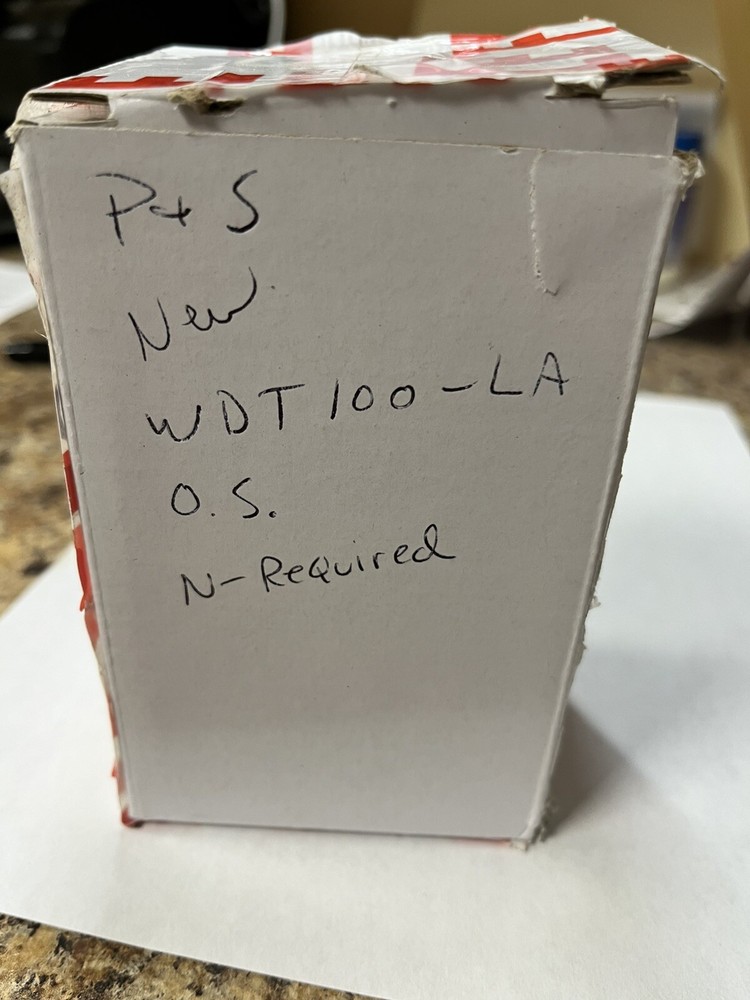 P+S
New
WDT100-LA
O.S.
N-Required